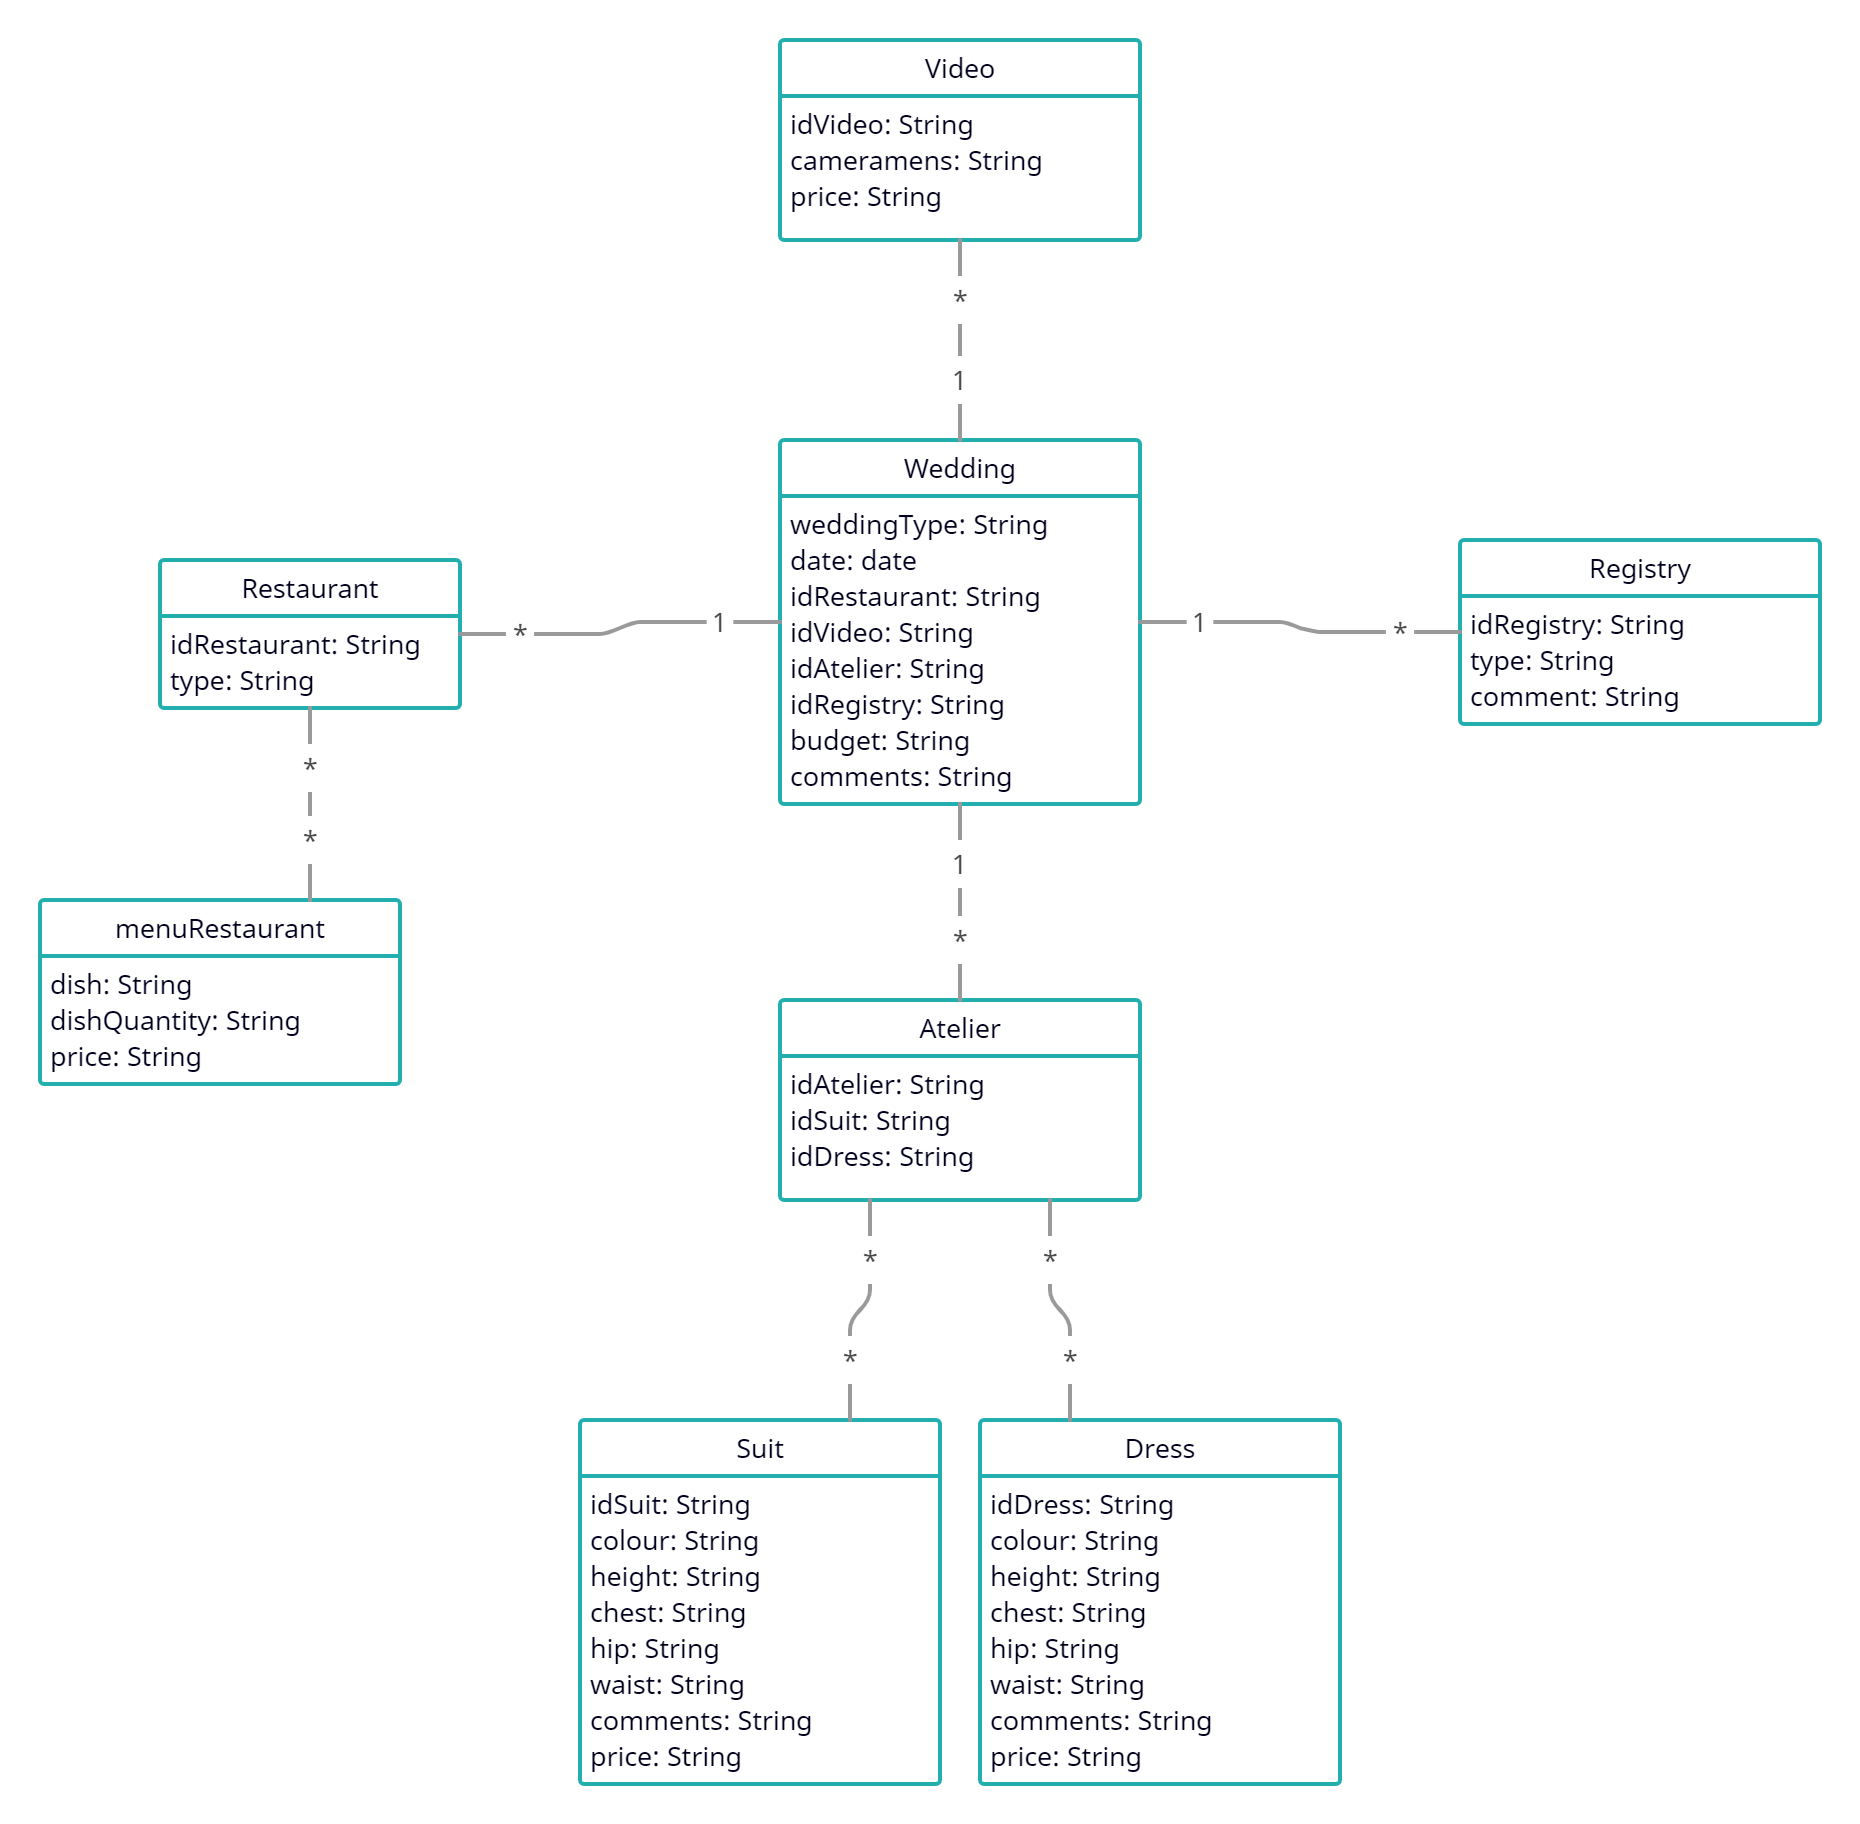 Video
idVideo: String
cameramens: String
price: String
*
1
Wedding
weddingType: String
date: date
idRestaurant: String
idVideo: String
idAtelier: String
idRegistry: String
budget: String
comments: String
Restaurant
idRestaurant: String
type: String
*
1
1
*
Registry
idRegistry: String
type: String
comment: String
*
*
menuRestaurant
dish: String
dishQuantity: String
price: String
1
*
Atelier
idAtelier: String
idSuit: String
idDress: String
*
*
*
*
Suit
idSuit: String
colour: String
height: String
chest: String
hip: String
waist: String
comments: String
price: String
Dress
idDress: String
colour: String
height: String
chest: String
hip: String
waist: String
comments: String
price: String